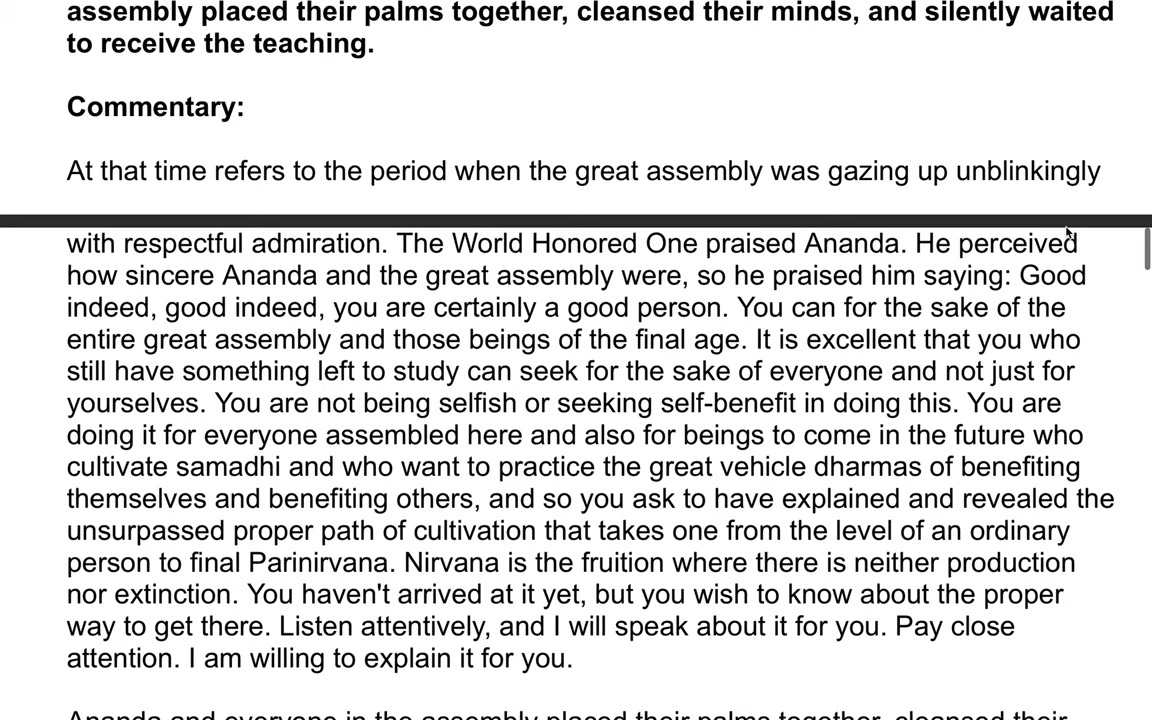 assembly placed their palms together, cleansed their minds, and silently waited
to receive the teaching.
Commentary:
At that time refers to the period when the great assembly was gazing up unblinkingly
with respectful admiration. The World Honored One praised Ananda. He perceived
how sincere Ananda and the great assembly were, so he praised him saying: Good
indeed, good indeed, you are certainly a good person. You can for the sake of the
entire great assembly and those beings of the final age. It is excellent that you who
still have something left to study can seek for the sake of everyone and not just for
yourselves. You are not being selfish or seeking self-benefit in doing this. You are
doing it for everyone assembled here and also for beings to come in the future who
cultivate samadhi and who want to practice the great vehicle dharmas of benefiting
themselves and benefiting others, and so you ask to have explained and revealed the
unsurpassed proper path of cultivation that takes one from the level of an ordinary
person to final Parinirvana. Nirvana is the fruition where there is neither production
nor extinction. You haven't arrived at it yet, but you wish to know about the proper
way to get there. Listen attentively, and I will speak about it for you. Pay close
attention. I am willing to explain it for you.
Ananda and everyone in the assembly placed their palms together, cleansed their